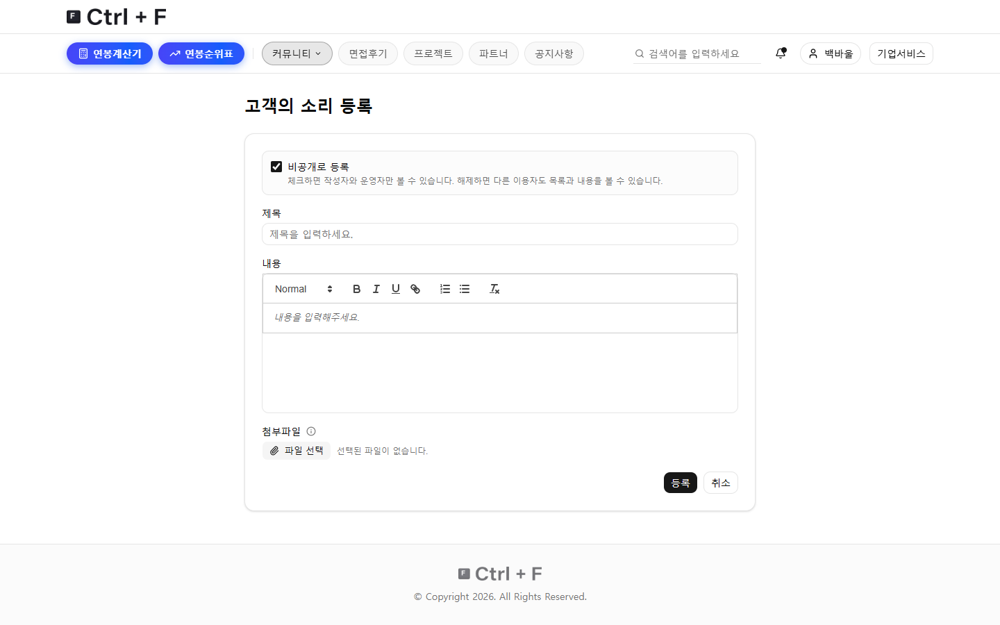 F Ctrl + F
연봉계산기 연봉순위표 커뮤니티 면접후기 프로젝트 파트너 공지사항 검색어를 입력하세요 백바울 기업서비스
고객의 소리 등록
비공개로 등록
체크하면 작성자와 운영자만 볼 수 있습니다. 해제하면 다른 이용자도 목록과 내용을 볼 수 있습니다.
제목
제목을 입력하세요.
내용
Normal B I U
내용을 입력해주세요.
첨부파일
파일 선택 선택된 파일이 없습니다.
등록 취소
F Ctrl + F
© Copyright 2026. All Rights Reserved.